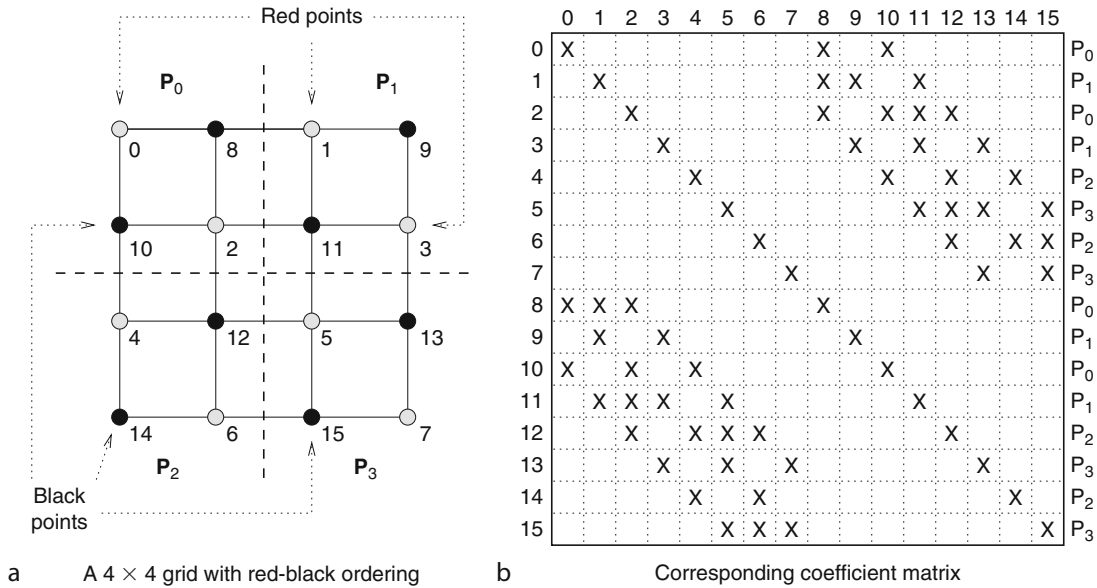 Red points
P0 P1
0 8 1 9
10 2 11 3
4 12 5 13
14 6 15 7
P2 P3
Black
points
a A 4 × 4 grid with red-black ordering
0 1 2 3 4 5 6 7 8 9 10 11 12 13 14 15
0 X X X P0
1 X X X X P1
2 X X X X X P0
3 X X X X P1
4 X X X X P2
5 X X X X X P3
6 X X X X P2
7 X X X P3
8 X X X X P0
9 X X X P1
10 X X X X P0
11 X X X X X P1
12 X X X X X P2
13 X X X X P3
14 X X X P2
15 X X X X P3
b Corresponding coefficient matrix